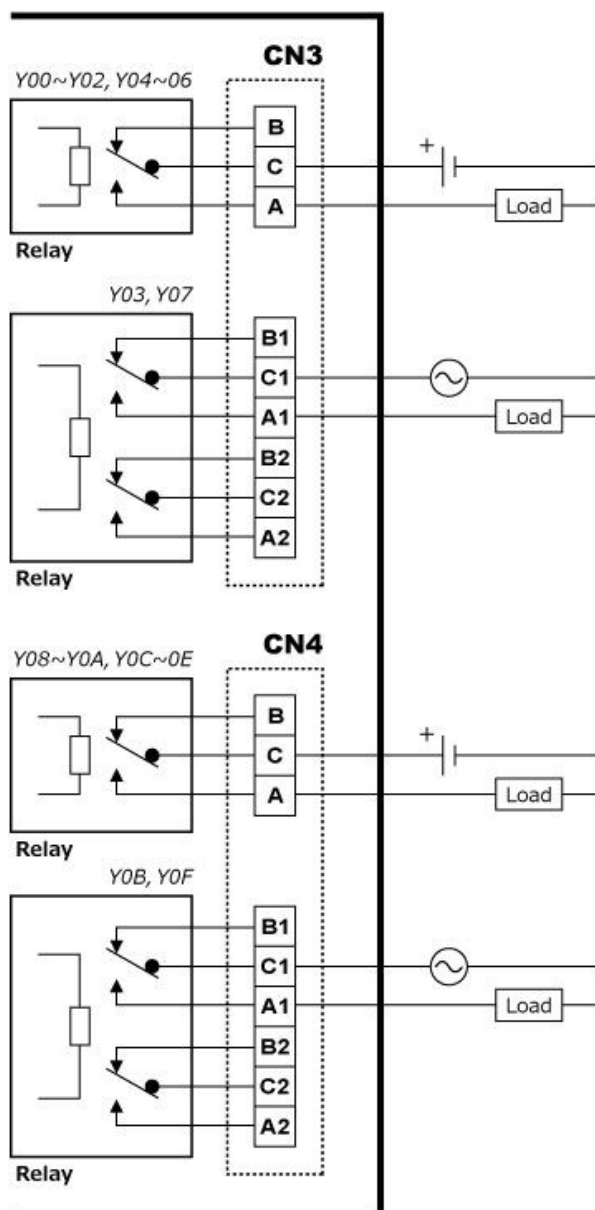 CN3
Y00~Y02, Y04~06
B
C
A
+
Load
Relay
Y03, Y07
B1
C1
A1
B2
C2
A2
Load
Relay
CN4
Y08~Y0A, Y0C~0E
B
C
A
+
Load
Relay
Y0B, Y0F
B1
C1
A1
B2
C2
A2
Load
Relay